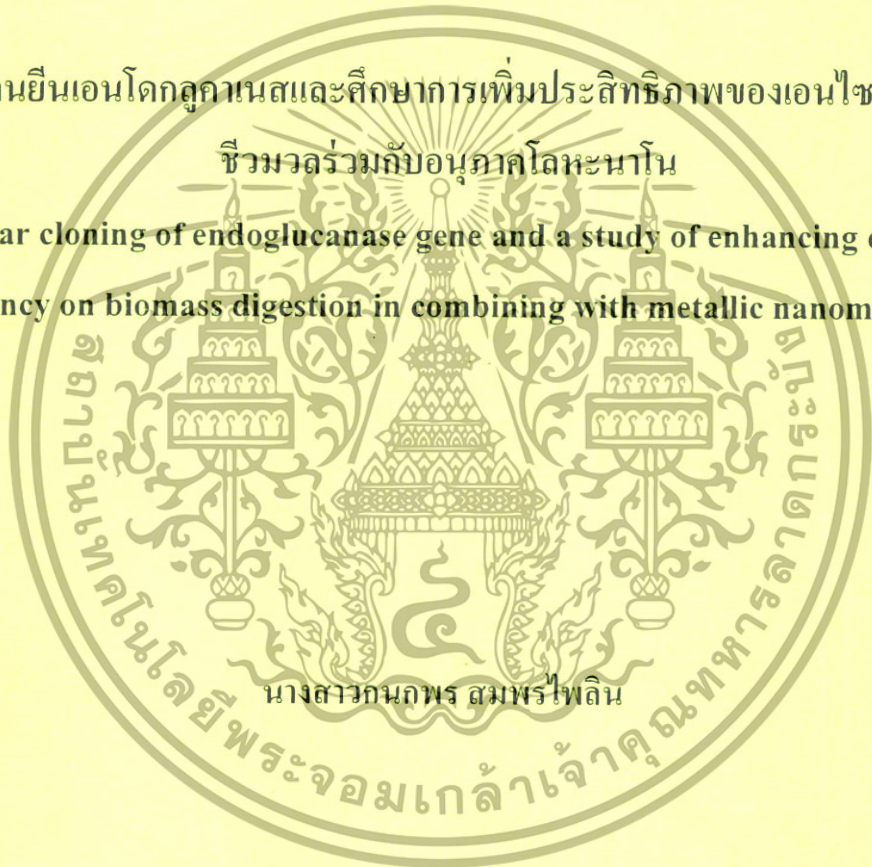 นยีนเอนโดกลูคาเนสและศึกษาการเพิ่มประสิทธิภาพของเอนไซ
ชีวมวลร่วมกับอนุภาคโลหะนาโน
ar cloning of endoglucanase gene and a study of enhancing
ncy on biomass digestion in combining with metallic nanom
นางสาวกนกพร สมพรไพลิน
สถาบันเทคโนโลยีพระจอมเกล้าเจ้าคุณทหารลาดกระบัง